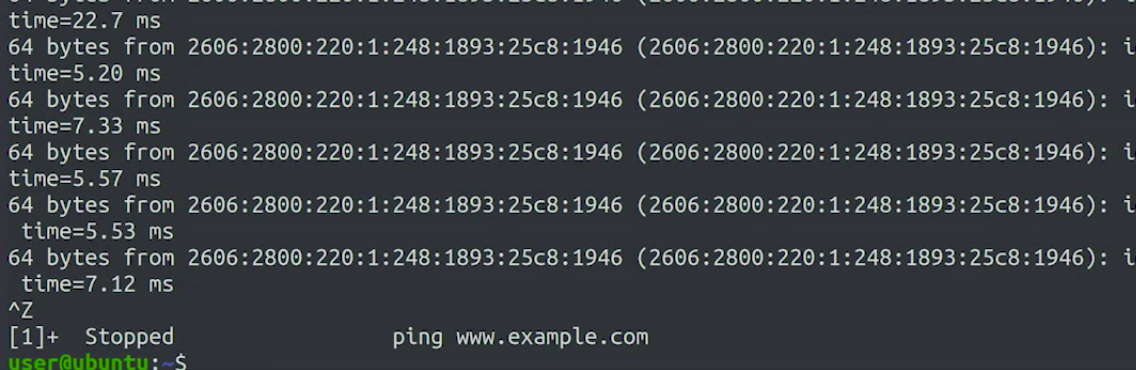 time=22.7 ms
64 bytes from 2606:2800:220:1:248:1893:25c8:1946 (2606:2800:220:1:248:1893:25c8:1946): i
time=5.20 ms
64 bytes from 2606:2800:220:1:248:1893:25c8:1946 (2606:2800:220:1:248:1893:25c8:1946): i
time=7.33 ms
64 bytes from 2606:2800:220:1:248:1893:25c8:1946 (2606:2800:220:1:248:1893:25c8:1946): i
time=5.57 ms
64 bytes from 2606:2800:220:1:248:1893:25c8:1946 (2606:2800:220:1:248:1893:25c8:1946): i
 time=5.53 ms
64 bytes from 2606:2800:220:1:248:1893:25c8:1946 (2606:2800:220:1:248:1893:25c8:1946): i
 time=7.12 ms
^Z
[1]+  Stopped                 ping www.example.com
user@ubuntu:~$